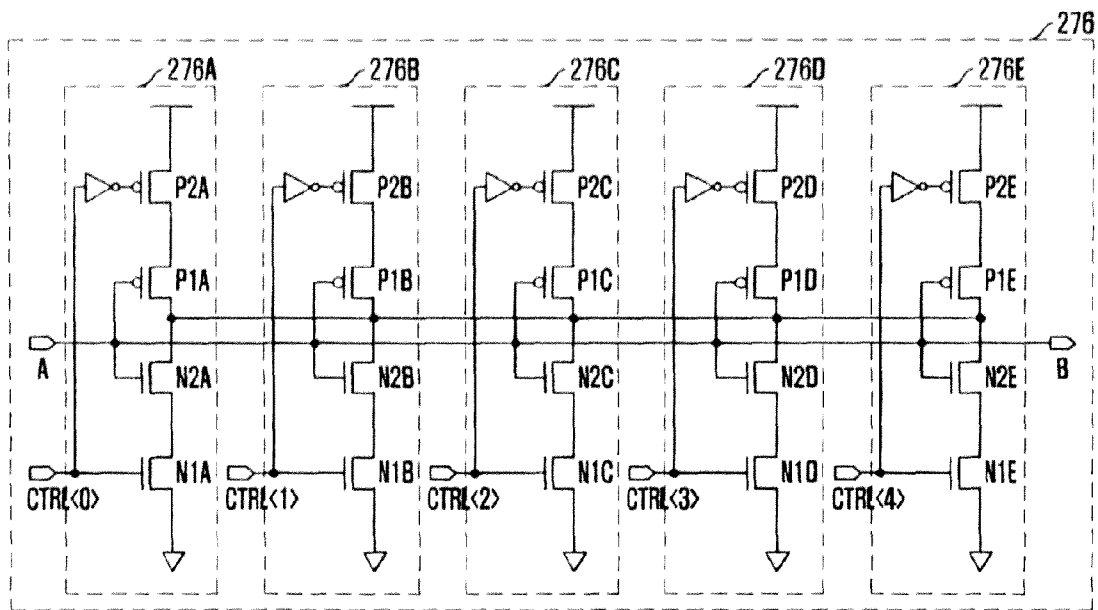 276
276A 276B 276C 276D 276E
P2A P2B P2C P2D P2E
P1A P1B P1C P1D P1E
A B
N2A N2B N2C N2D N2E
N1A N1B N1C N1D N1E
CTRL<0> CTRL<1> CTRL<2> CTRL<3> CTRL<4>